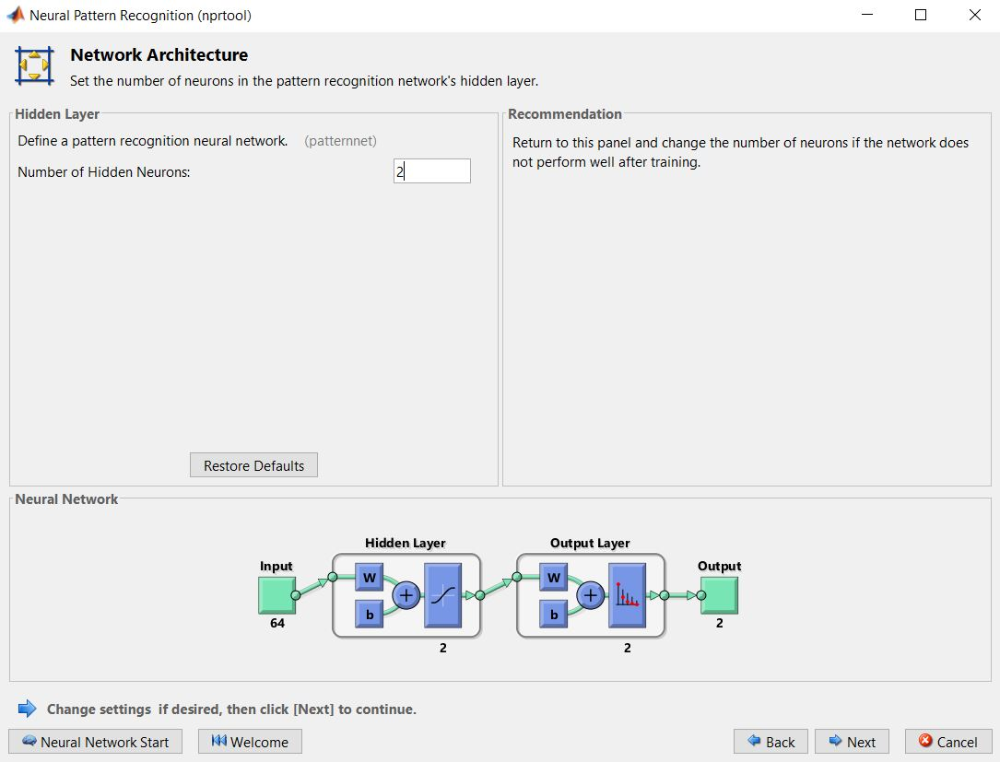 Neural Pattern Recognition (nprtool)
Network Architecture
Set the number of neurons in the pattern recognition network's hidden layer.
Hidden Layer
Define a pattern recognition neural network. (patternnet)
Number of Hidden Neurons: 2
Restore Defaults
Recommendation
Return to this panel and change the number of neurons if the network does
not perform well after training.
Neural Network
Hidden Layer Output Layer
Input Output
W W
b b
64 2
2 2
Change settings if desired, then click [Next] to continue.
Neural Network Start Welcome Back Next Cancel